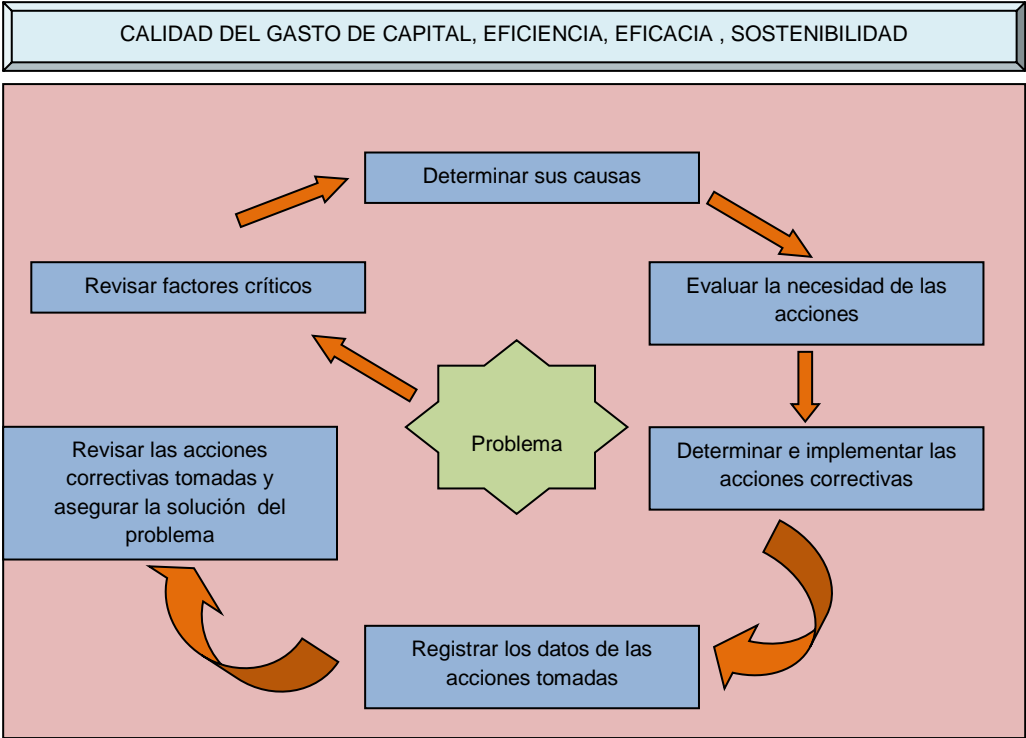 CALIDAD DEL GASTO DE CAPITAL, EFICIENCIA, EFICACIA , SOSTENIBILIDAD
Determinar sus causas
Revisar factores críticos
Evaluar la necesidad de las
acciones
Problema
Revisar las acciones
correctivas tomadas y
asegurar la solución  del
problema
Determinar e implementar las
acciones correctivas
Registrar los datos de las
acciones tomadas